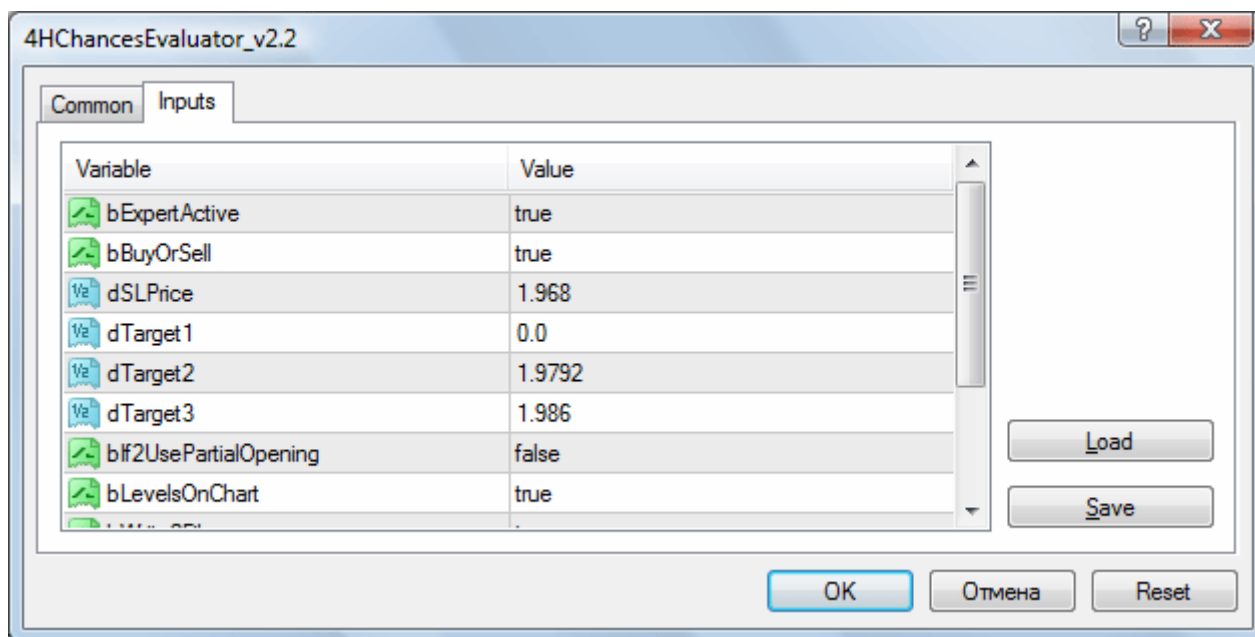 4HChancesEvaluator_v2.2
Common Inputs
Variable Value
bExpertActive true
bBuyOrSell true
dSLPrice 1.968
dTarget1 0.0
dTarget2 1.9792
dTarget3 1.986
bIf2UsePartialOpening false
bLevelsOnChart true
Load
Save
OK Отмена Reset